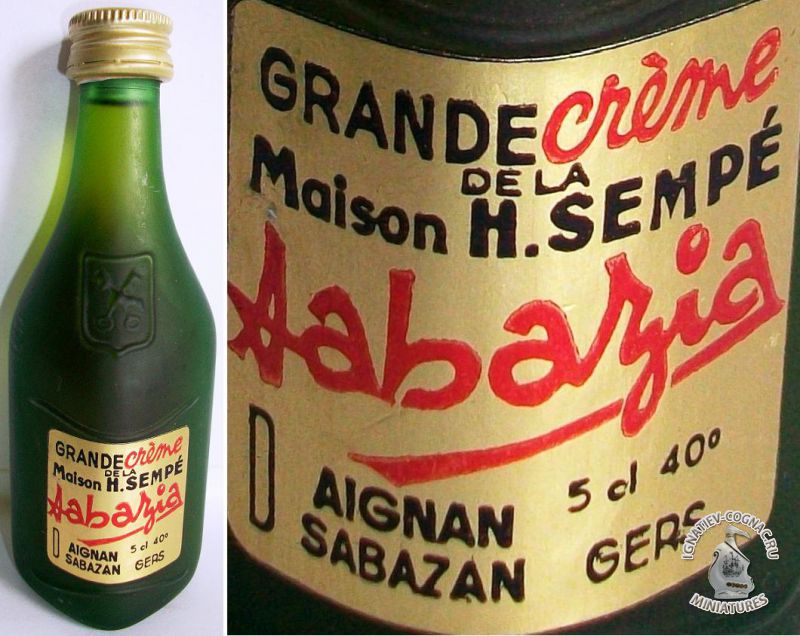 GRANDE crème
DE LA
Maison H. SEMPÉ
Sabazia
D AIGNAN 5 cl 40°
SABAZAN GERS
GRANDE crème
DE LA
Maison H. SEMPÉ
Sabazia
D AIGNAN 5 cl 40°
SABAZAN GERS
IGNATIEV-COGNAC.RU
MINIATURES